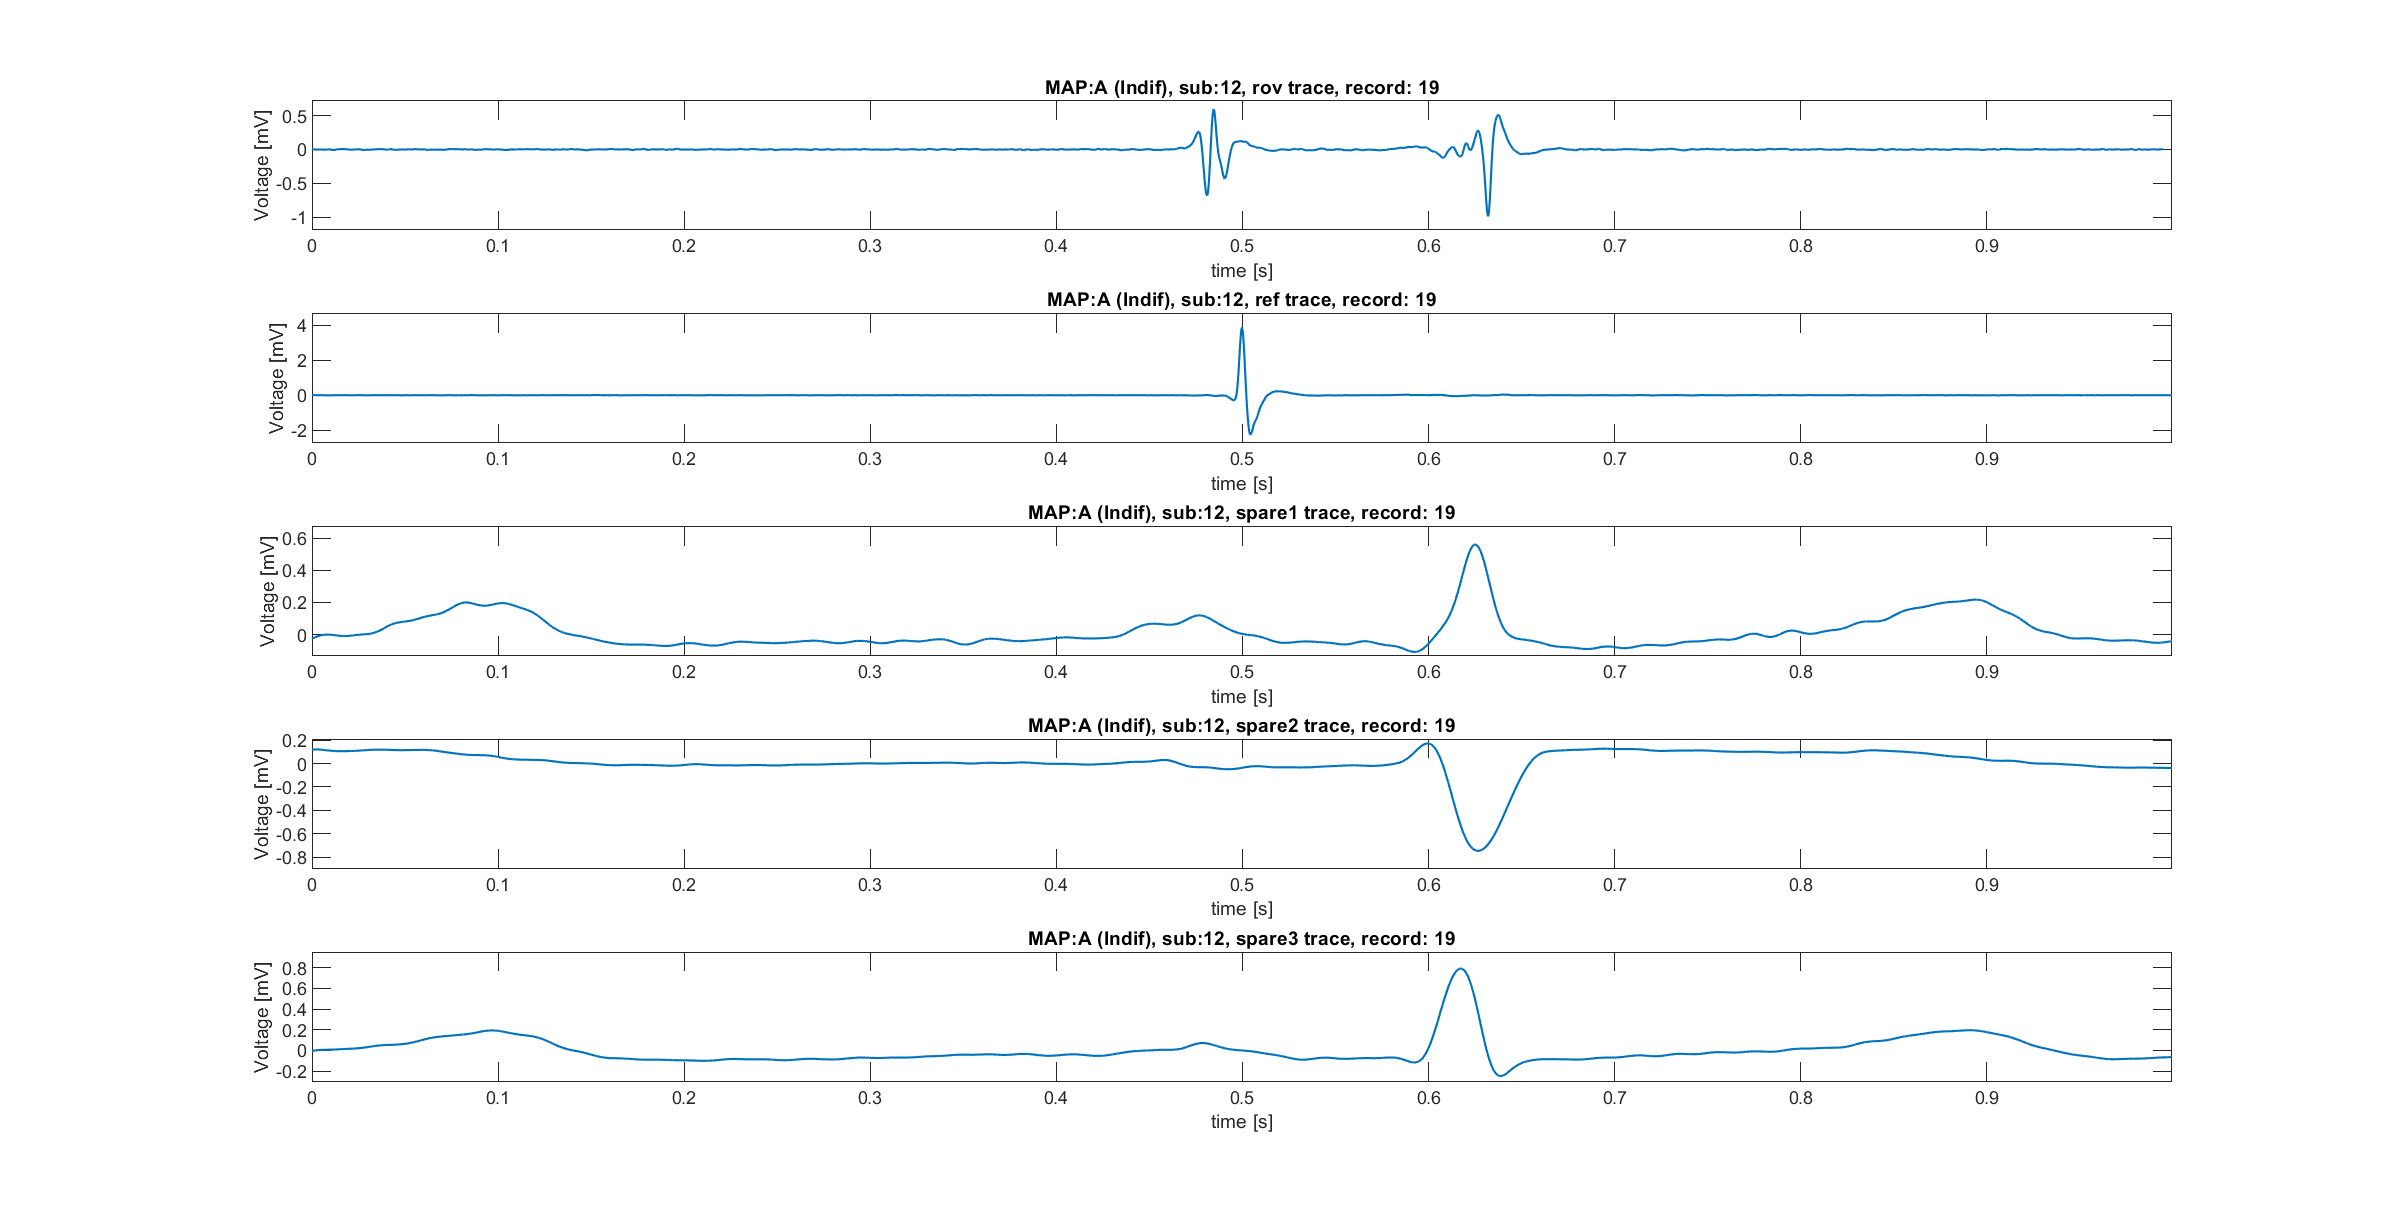 MAP:A (Indif), sub:12, rov trace, record: 19
Voltage [mV]
0.5
0
-0.5
-1
0 0.1 0.2 0.3 0.4 0.5 0.6 0.7 0.8 0.9
time [s]
MAP:A (Indif), sub:12, ref trace, record: 19
Voltage [mV]
4
2
0
-2
0 0.1 0.2 0.3 0.4 0.5 0.6 0.7 0.8 0.9
time [s]
MAP:A (Indif), sub:12, spare1 trace, record: 19
Voltage [mV]
0.6
0.4
0.2
0
0 0.1 0.2 0.3 0.4 0.5 0.6 0.7 0.8 0.9
time [s]
MAP:A (Indif), sub:12, spare2 trace, record: 19
Voltage [mV]
0.2
0
-0.2
-0.4
-0.6
-0.8
0 0.1 0.2 0.3 0.4 0.5 0.6 0.7 0.8 0.9
time [s]
MAP:A (Indif), sub:12, spare3 trace, record: 19
Voltage [mV]
0.8
0.6
0.4
0.2
0
-0.2
0 0.1 0.2 0.3 0.4 0.5 0.6 0.7 0.8 0.9
time [s]